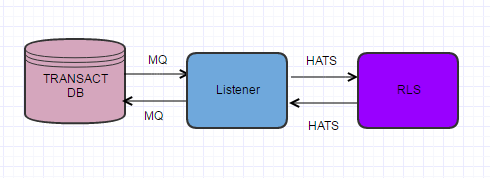 MQ
HATS
TRANSACT
DB
Listener
RLS
MQ
HATS